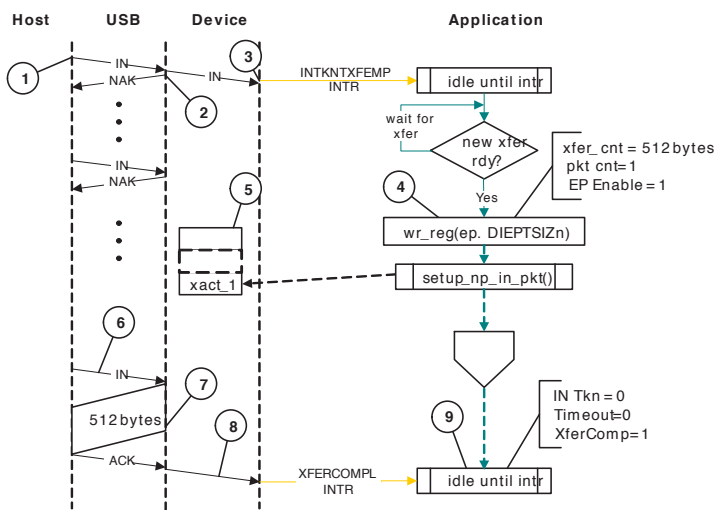 Host
USB
Device
Application
1
IN
NAK
2
IN
3
INTKNTXFEMP
INTR
idle until intr
wait for
xfer
new xfer
rdy?
Yes
xfer_cnt = 512 bytes
pkt cnt=1
EP Enable = 1
IN
NAK
4
5
wr_reg(ep. DIEPTSIZn)
xact_1
setup_np_in_pkt()
6
IN
7
512 bytes
8
ACK
XFERCOMPL
INTR
9
IN Tkn = 0
Timeout=0
XferComp=1
idle until intr